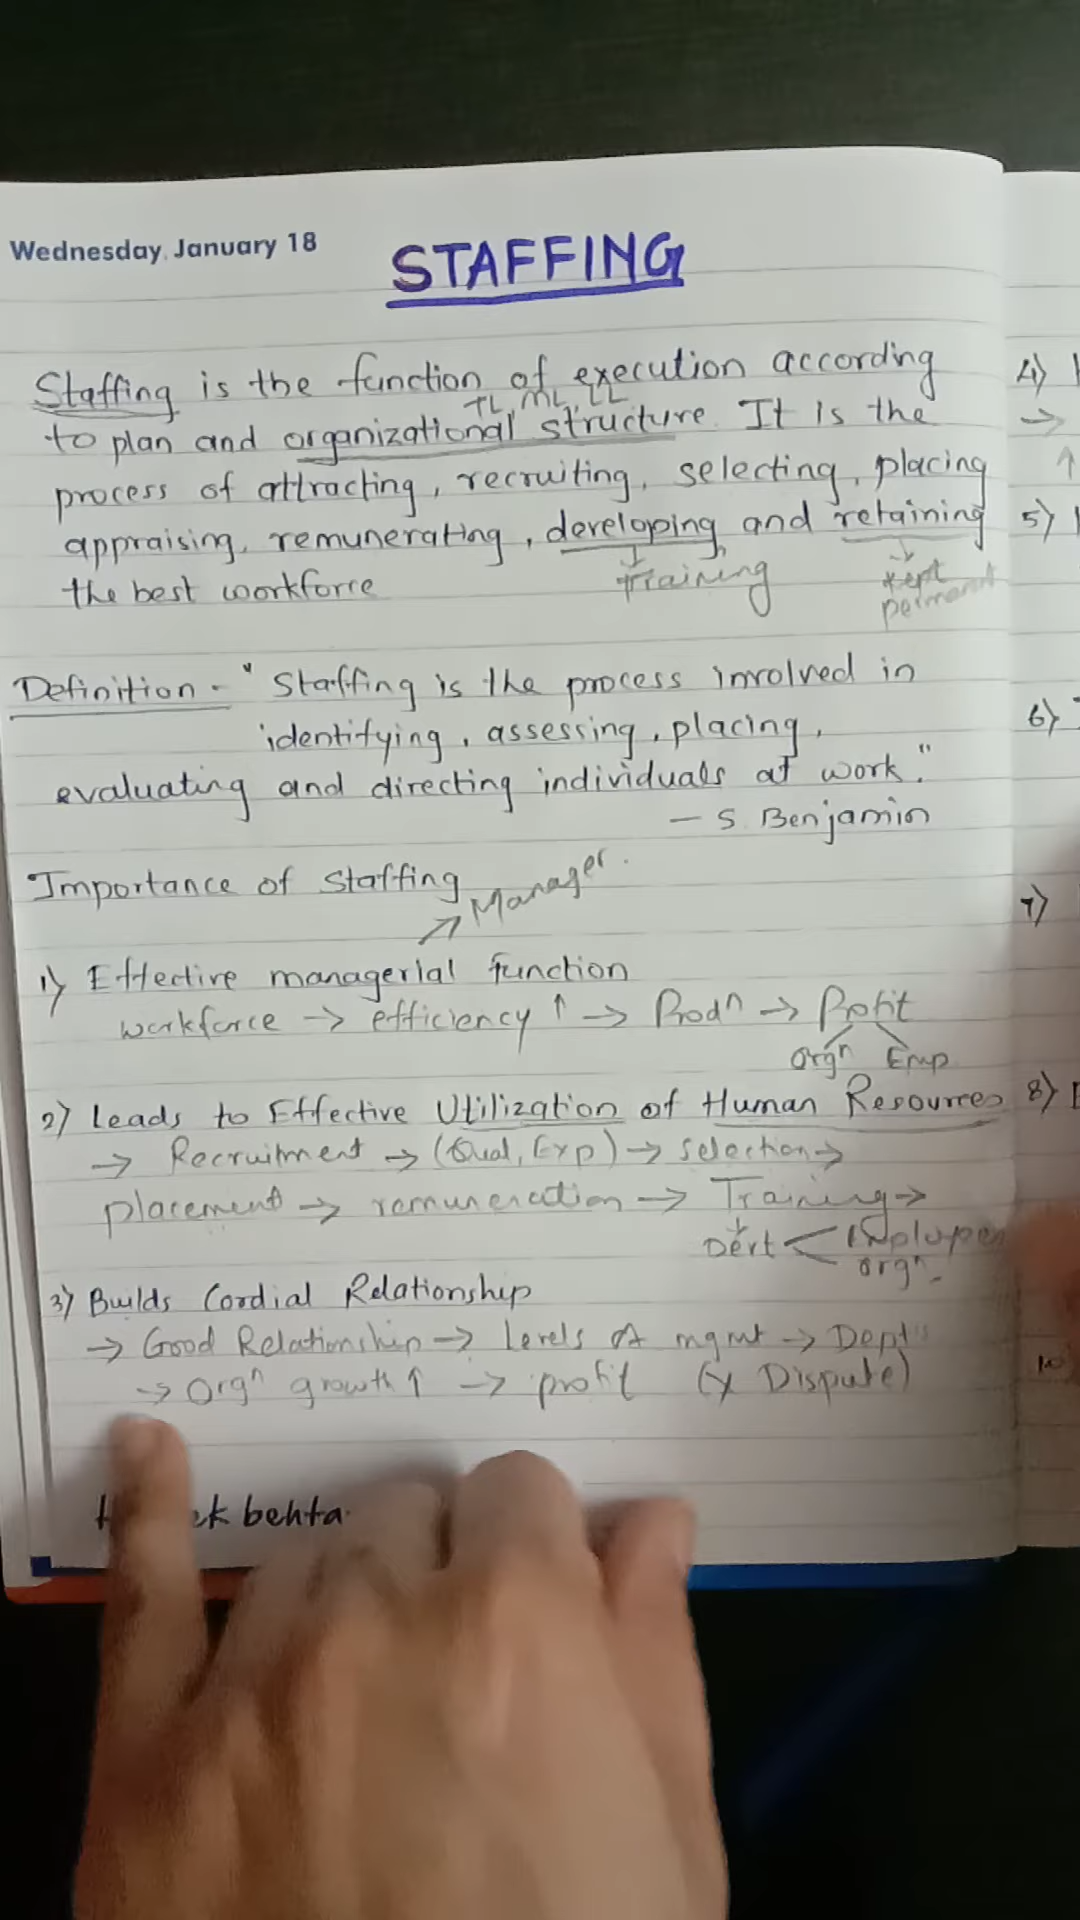 Wednesday, January 18
STAFFING
Staffing is the function of execution according
TL, ML, LL
to plan and organizational structure. It is the
process of attracting, recruiting, selecting, placing
appraising, remunerating, developing and retaining
the best workforce
Training
kept
permanent
Definition - "Staffing is the process involved in
identifying, assessing, placing,
evaluating and directing individuals at work."
— S. Benjamin
Importance of Staffing
Manager.
1) Effective managerial function
workforce → efficiency ↑ → Prodⁿ → Profit
Orgⁿ Emp
2) Leads to Effective Utilization of Human Resources
→ Recruitment → (Qual, Exp) → selection →
placement → remuneration → Training →
orgⁿ
3) Builds Cordial Relationship
→ Good Relationship → levels of mgmt → Dept's
→ Orgⁿ growth ↑ → profit (x Dispute)
behta
4)
→
↑
5)
6)
7)
8)
10